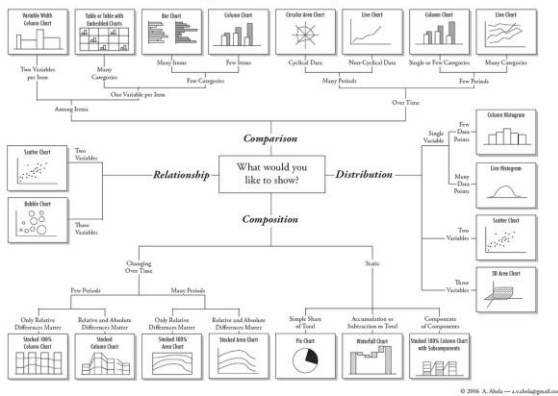 Variable Width
Column Chart
Table or Table with
Embedded Charts
Bar Chart
Column Chart
Circular Area Chart
Line Chart
Column Chart
Line Chart
Two Variables
per Item
Many
Categories
Many Items
Few Items
Cyclical Data
Non-Cyclical Data
Single or Few Categories
Many Categories
Few Categories
Many Periods
Few Periods
One Variable per Item
Among Items
Over Time
Comparison
What would you
like to show?
Relationship
Distribution
Composition
Scatter Chart
Two
Variables
Bubble Chart
Three
Variables
Single
Variable
Few
Data
Points
Column Histogram
Many
Data
Points
Line Histogram
Two
Variables
Scatter Chart
Three
Variables
3D Area Chart
Changing
Over Time
Static
Few Periods
Many Periods
Only Relative
Differences Matter
Relative and Absolute
Differences Matter
Only Relative
Differences Matter
Relative and Absolute
Differences Matter
Simple Share
of Total
Accumulation or
Subtraction to Total
Components
of Components
Stacked 100%
Column Chart
Stacked
Column Chart
Stacked 100%
Area Chart
Stacked Area Chart
Pie Chart
Waterfall Chart
Stacked 100% Column Chart
with Subcomponents
© 2006 A. Abela — a.v.abela@gmail.com